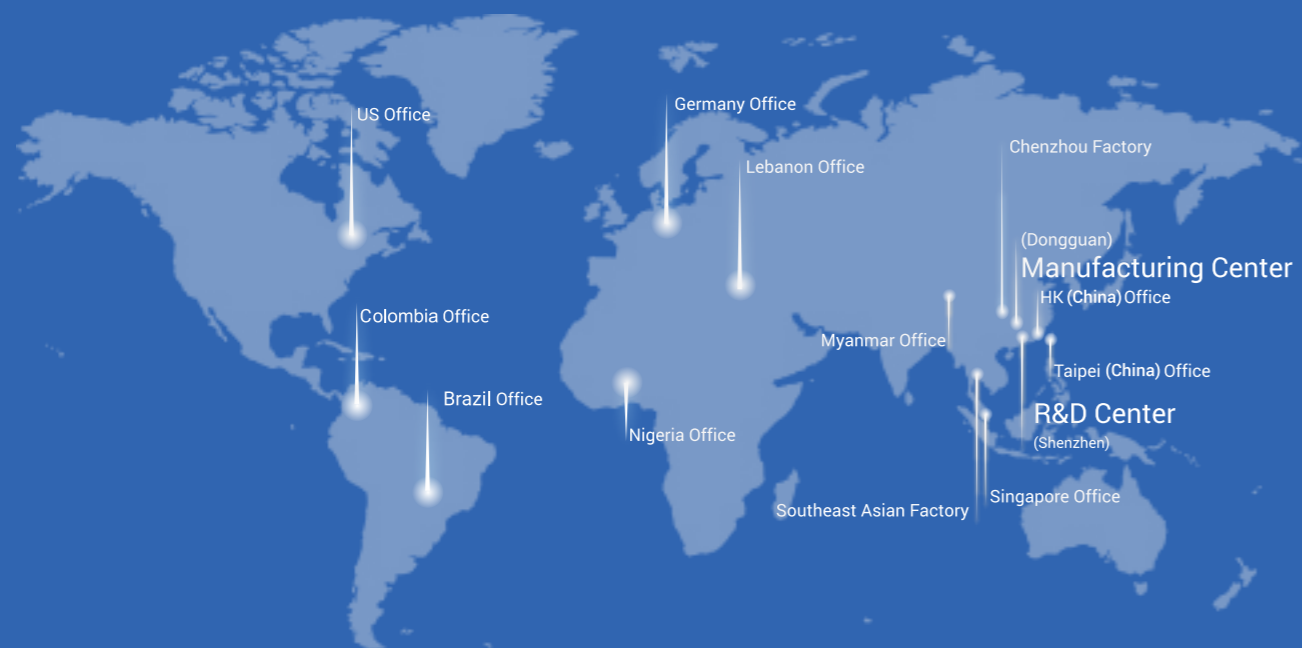 US Office
Germany Office
Lebanon Office
Chenzhou Factory
(Dongguan)
Manufacturing Center
HK (China) Office
Colombia Office
Myanmar Office
Taipei (China) Office
Brazil Office
R&D Center
(Shenzhen)
Nigeria Office
Singapore Office
Southeast Asian Factory